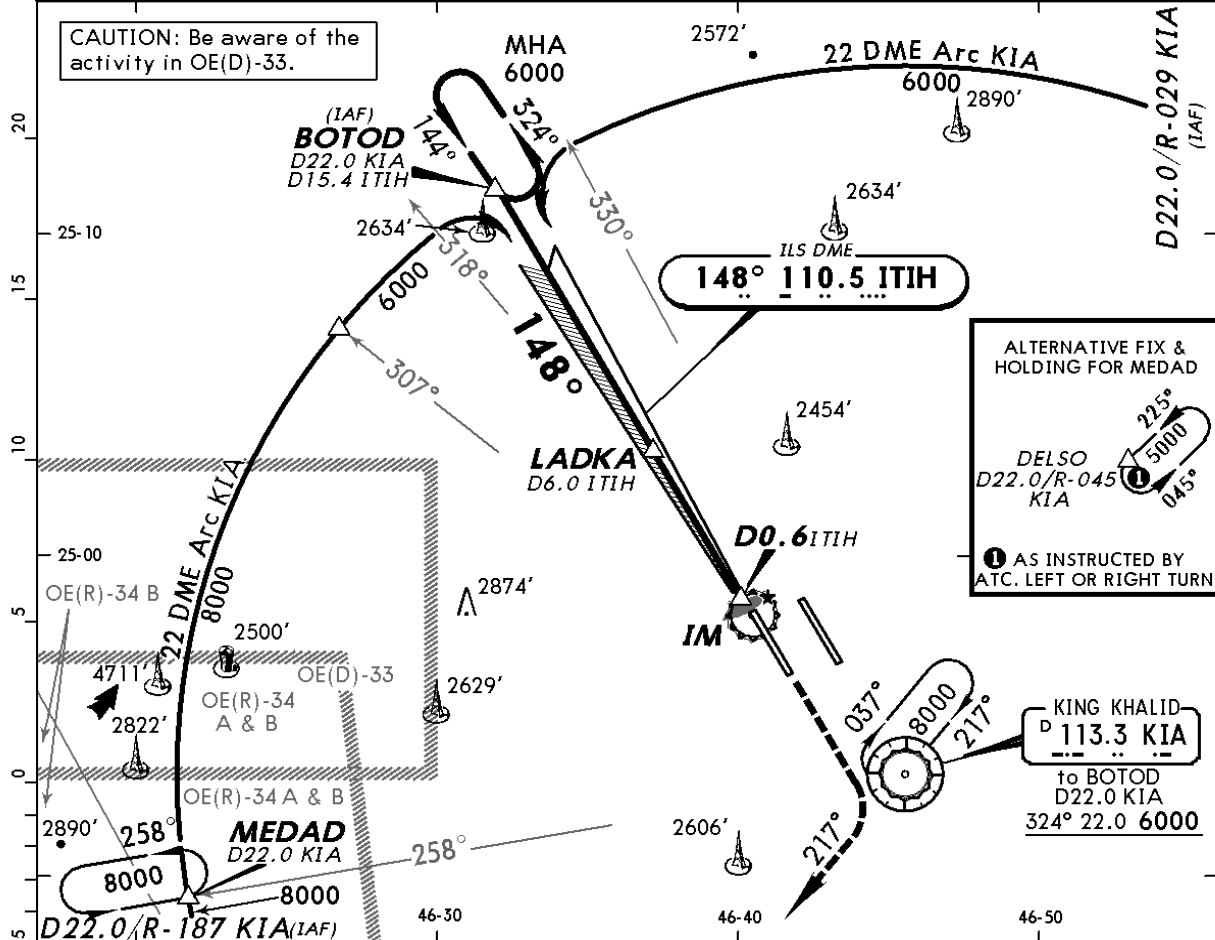 CAUTION: Be aware of the
activity in OE(D)-33.
MHA
6000
2572'
22 DME Arc KIA
6000
2890'
D22.0/R-029 KIA
(IAF)
20
(IAF)
BOTOD
D22.0 KIA
D15.4 ITIH
144°
324°
2634'
330°
2634'
25-10
318°
ILS DME
148° 110.5 ITIH
15
6000
148°
307°
ALTERNATIVE FIX &
HOLDING FOR MEDAD
225°
5000
045°
DELSO
D22.0/R-045
KIA
1
1 AS INSTRUCTED BY
ATC. LEFT OR RIGHT TURN
2454'
10
LADKA
D6.0 ITIH
22 DME Arc KIA
8000
D0.6 ITIH
25-00
OE(R)-34 B
2874'
5
IM
2500'
4711'
OE(D)-33
OE(R)-34
A & B
2629'
2822'
037°
8000
217°
KING KHALID
D 113.3 KIA
to BOTOD
D22.0 KIA
324° 22.0 6000
0
OE(R)-34 A & B
2890'
258°
MEDAD
D22.0 KIA
258°
2606'
217°
8000
8000
5
D22.0/R-187 KIA (IAF)
46-30
46-40
46-50